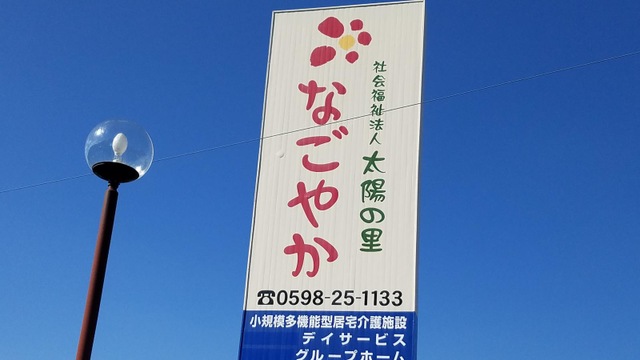 社会福祉法人 太陽の里
なごやか
☎0598-25-1133
小規模多機能型居宅介護施設
デイサービス
グループホーム